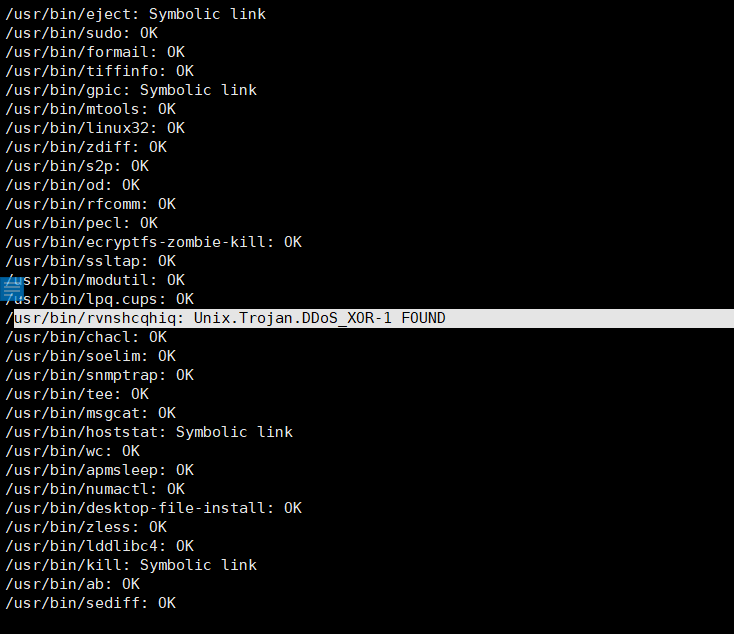 /usr/bin/eject: Symbolic link
/usr/bin/sudo: OK
/usr/bin/formail: OK
/usr/bin/tiffinfo: OK
/usr/bin/gpic: Symbolic link
/usr/bin/mtools: OK
/usr/bin/linux32: OK
/usr/bin/zdiff: OK
/usr/bin/s2p: OK
/usr/bin/od: OK
/usr/bin/rfcomm: OK
/usr/bin/pecl: OK
/usr/bin/ecryptfs-zombie-kill: OK
/usr/bin/ssltap: OK
/usr/bin/modutil: OK
/usr/bin/lpq.cups: OK
/usr/bin/rvnshcqhiq: Unix.Trojan.DDoS_XOR-1 FOUND
/usr/bin/chacl: OK
/usr/bin/soelim: OK
/usr/bin/snmptrap: OK
/usr/bin/tee: OK
/usr/bin/msgcat: OK
/usr/bin/hoststat: Symbolic link
/usr/bin/wc: OK
/usr/bin/apmsleep: OK
/usr/bin/numactl: OK
/usr/bin/desktop-file-install: OK
/usr/bin/zless: OK
/usr/bin/lddlibc4: OK
/usr/bin/kill: Symbolic link
/usr/bin/ab: OK
/usr/bin/sediff: OK